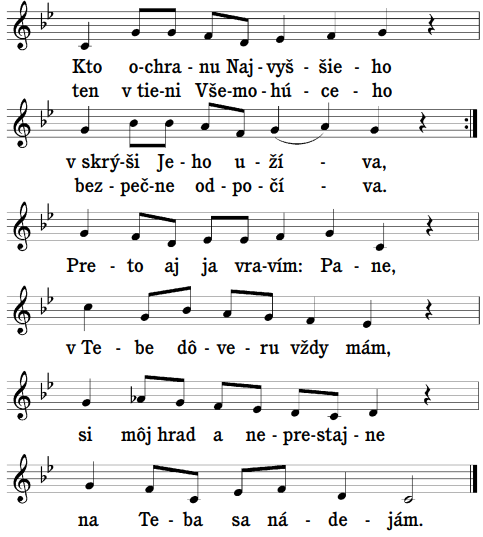 Kto o-chra-nu Naj-vyš-šie-ho
ten v tie-ni Vše-mo-hú-ce-ho
v skrý-ši Je-ho u-ží-va,
bez-peč-ne od-po-čí-va.
Pre-to aj ja vra-vím: Pa-ne,
v Te-be dô-ve-ru vždy mám,
si môj hrad a ne-pre-staj-ne
na Te-ba sa ná-de-jám.